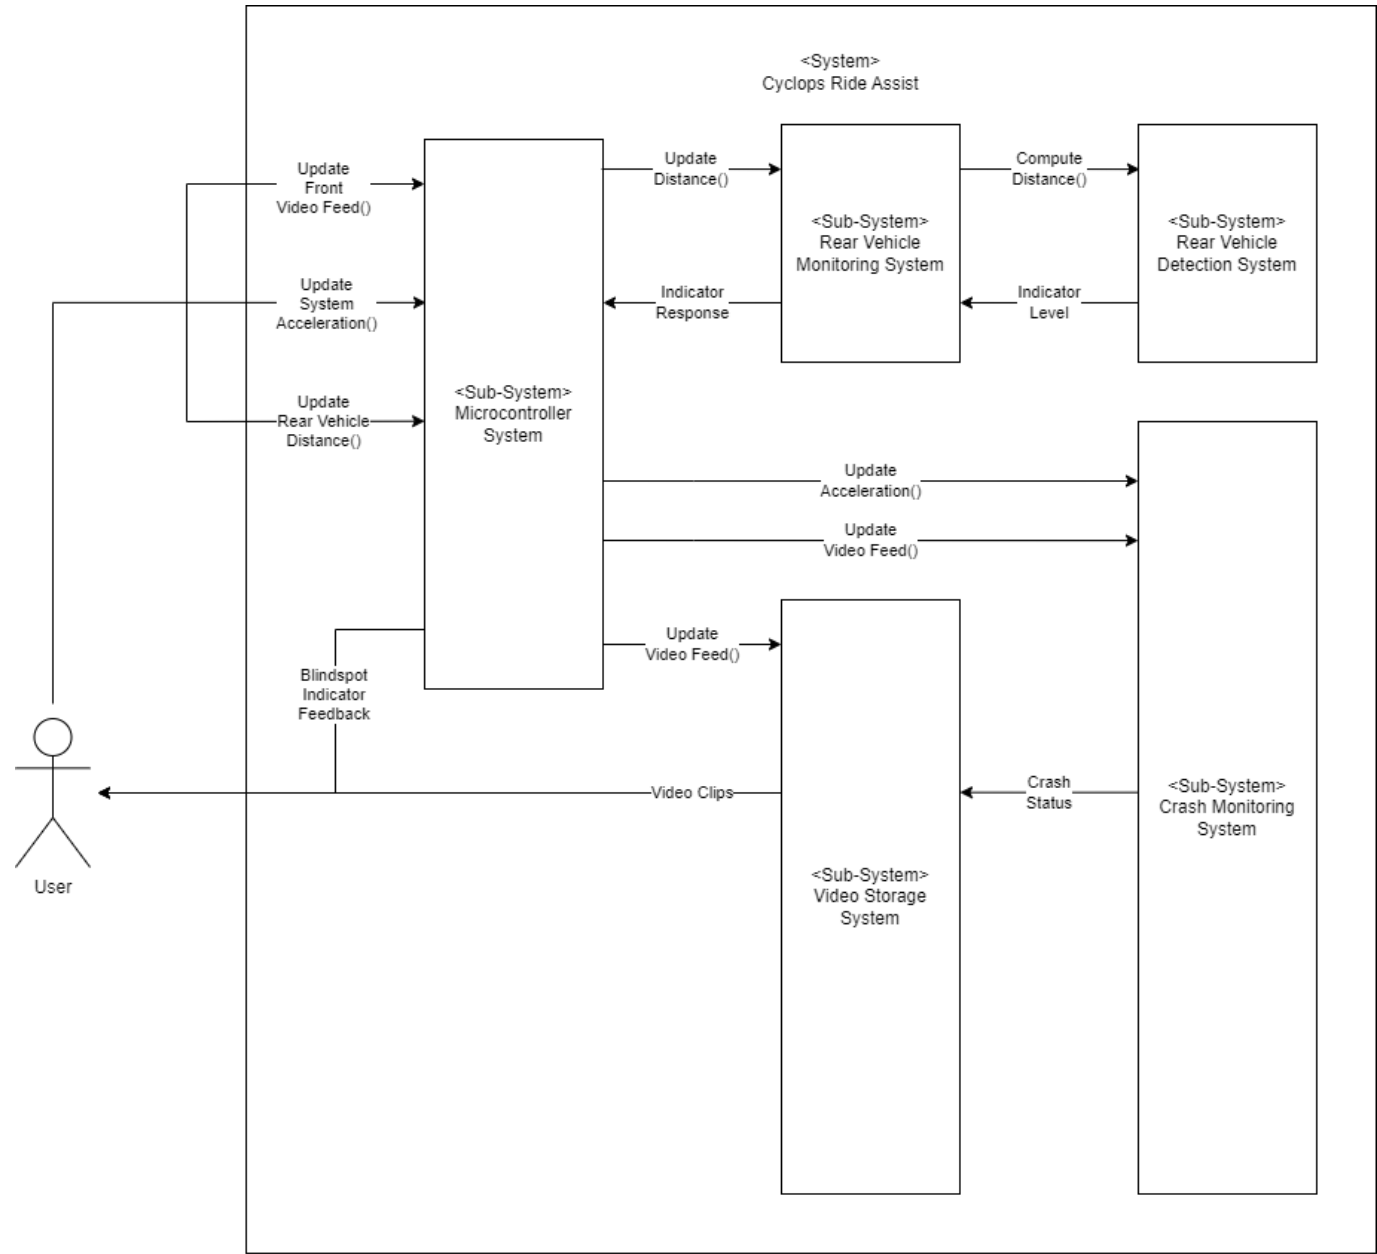 <System>
Cyclops Ride Assist
Update
Front
Video Feed()
Update
System
Acceleration()
Update
Rear Vehicle
Distance()
<Sub-System>
Microcontroller
System
Update
Distance()
Indicator
Response
<Sub-System>
Rear Vehicle
Monitoring System
Compute
Distance()
Indicator
Level
<Sub-System>
Rear Vehicle
Detection System
Update
Acceleration()
Update
Video Feed()
Update
Video Feed()
Blindspot
Indicator
Feedback
Video Clips
Crash
Status
<Sub-System>
Crash Monitoring
System
<Sub-System>
Video Storage
System
User